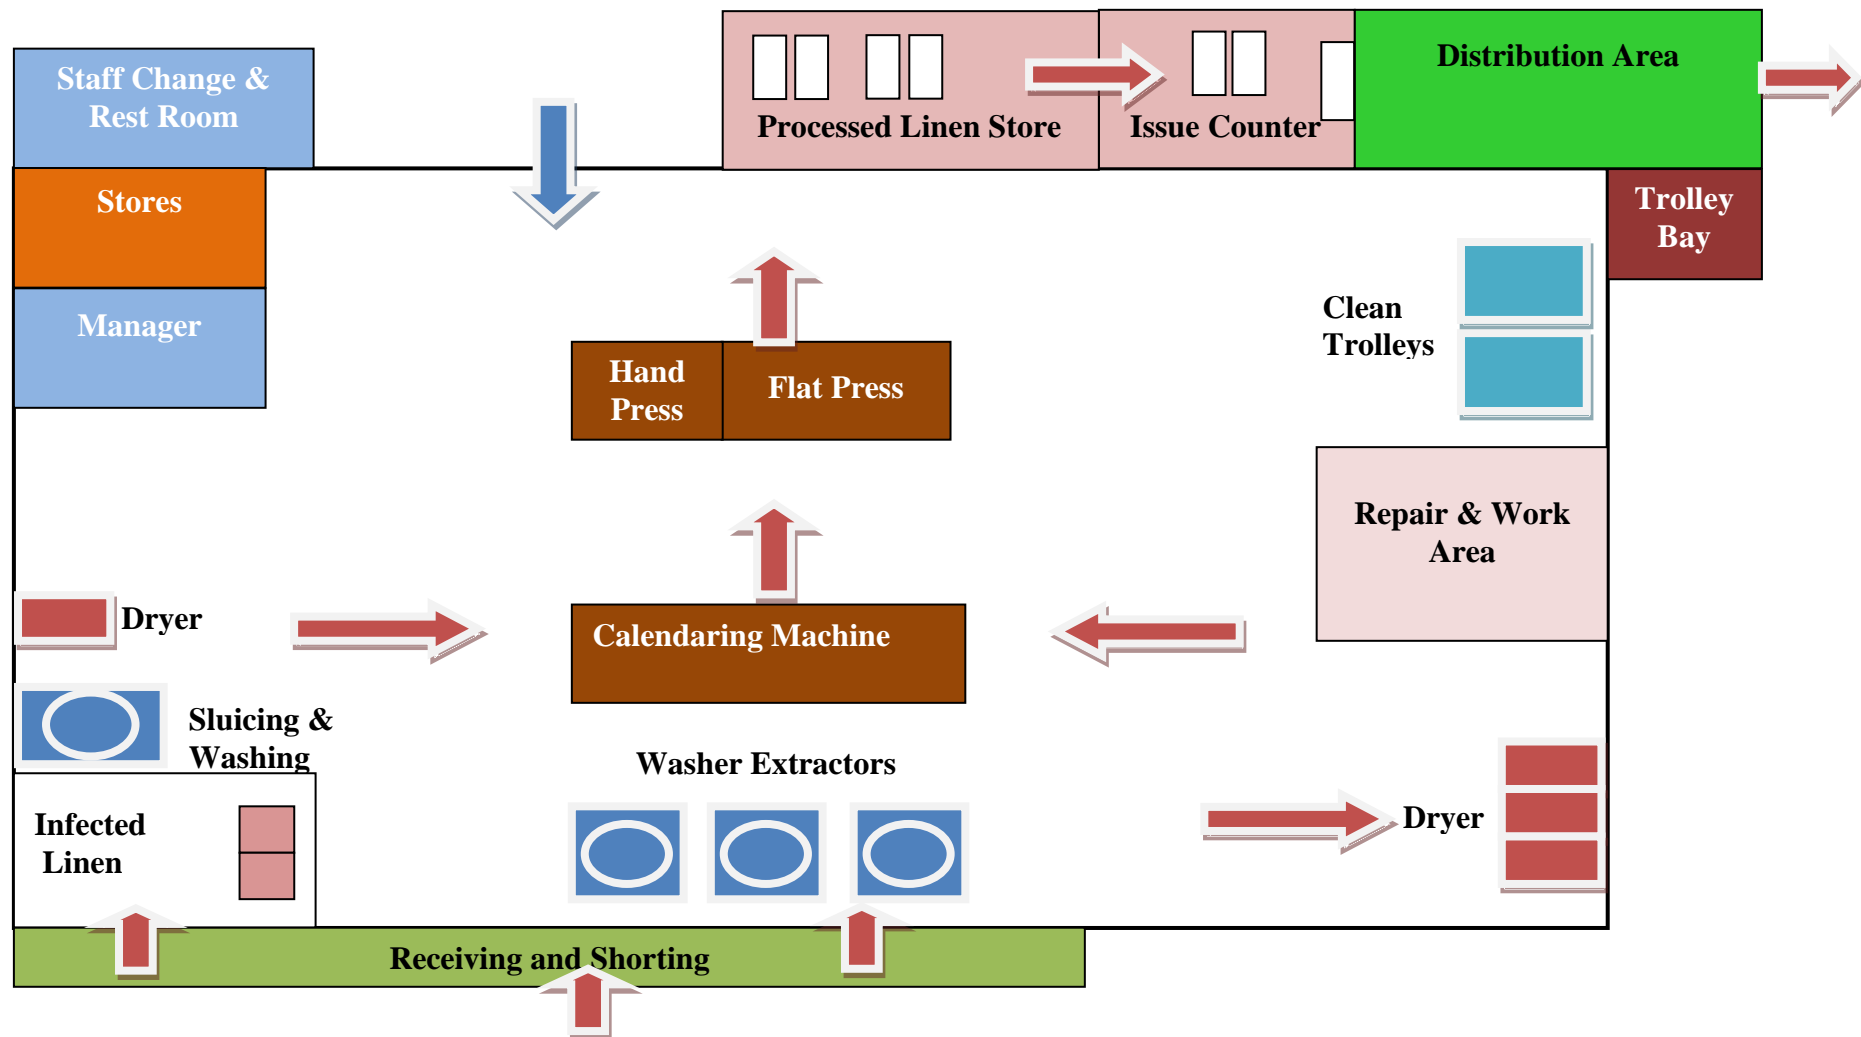 Staff Change &
Rest Room
Processed Linen Store
Issue Counter
Distribution Area
Stores
Trolley
Bay
Manager
Clean
Trolleys
Hand
Press
Flat Press
Repair & Work
Area
Dryer
Calendaring Machine
Sluicing &
Washing
Washer Extractors
Infected
Linen
Dryer
Receiving and Shorting